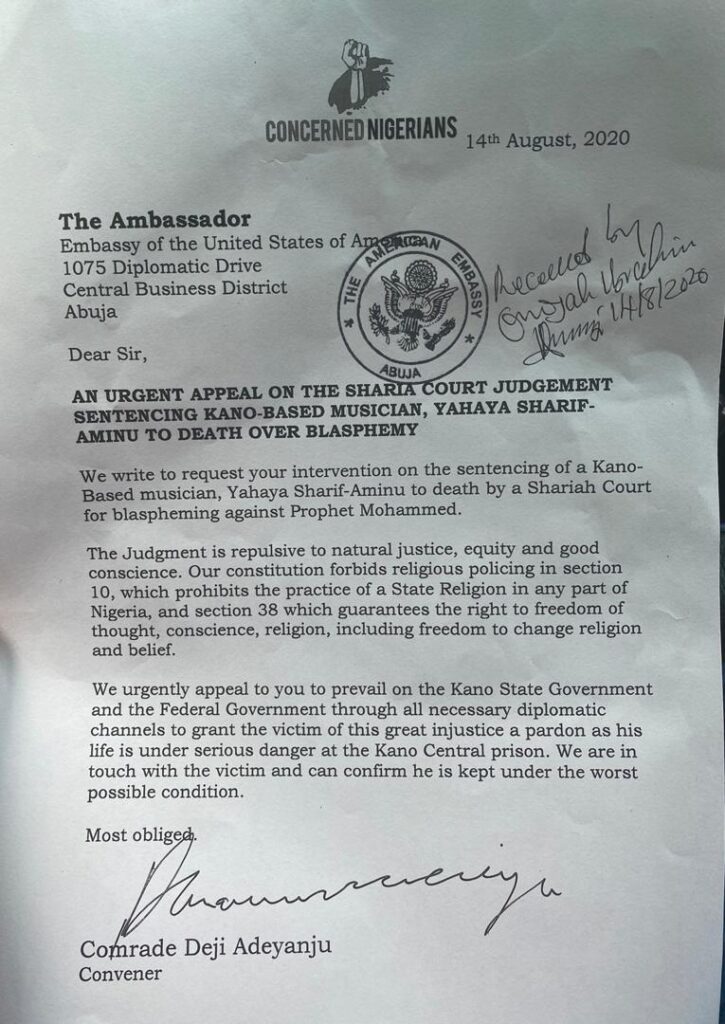 CONCERNED NIGERIANS
14th August, 2020
The Ambassador
Embassy of the United States of America
1075 Diplomatic Drive
Central Business District
Abuja
THE AMERICAN EMBASSY
ABUJA
Received by
14/8/2020
Dear Sir,
AN URGENT APPEAL ON THE SHARIA COURT JUDGEMENT
SENTENCING KANO-BASED MUSICIAN, YAHAYA SHARIF-
AMINU TO DEATH OVER BLASPHEMY
We write to request your intervention on the sentencing of a Kano-
Based musician, Yahaya Sharif-Aminu to death by a Shariah Court
for blaspheming against Prophet Mohammed.
The Judgment is repulsive to natural justice, equity and good
conscience. Our constitution forbids religious policing in section
10, which prohibits the practice of a State Religion in any part of
Nigeria, and section 38 which guarantees the right to freedom of
thought, conscience, religion, including freedom to change religion
and belief.
We urgently appeal to you to prevail on the Kano State Government
and the Federal Government through all necessary diplomatic
channels to grant the victim of this great injustice a pardon as his
life is under serious danger at the Kano Central prison. We are in
touch with the victim and can confirm he is kept under the worst
possible condition.
Most obliged.
Comrade Deji Adeyanju
Convener